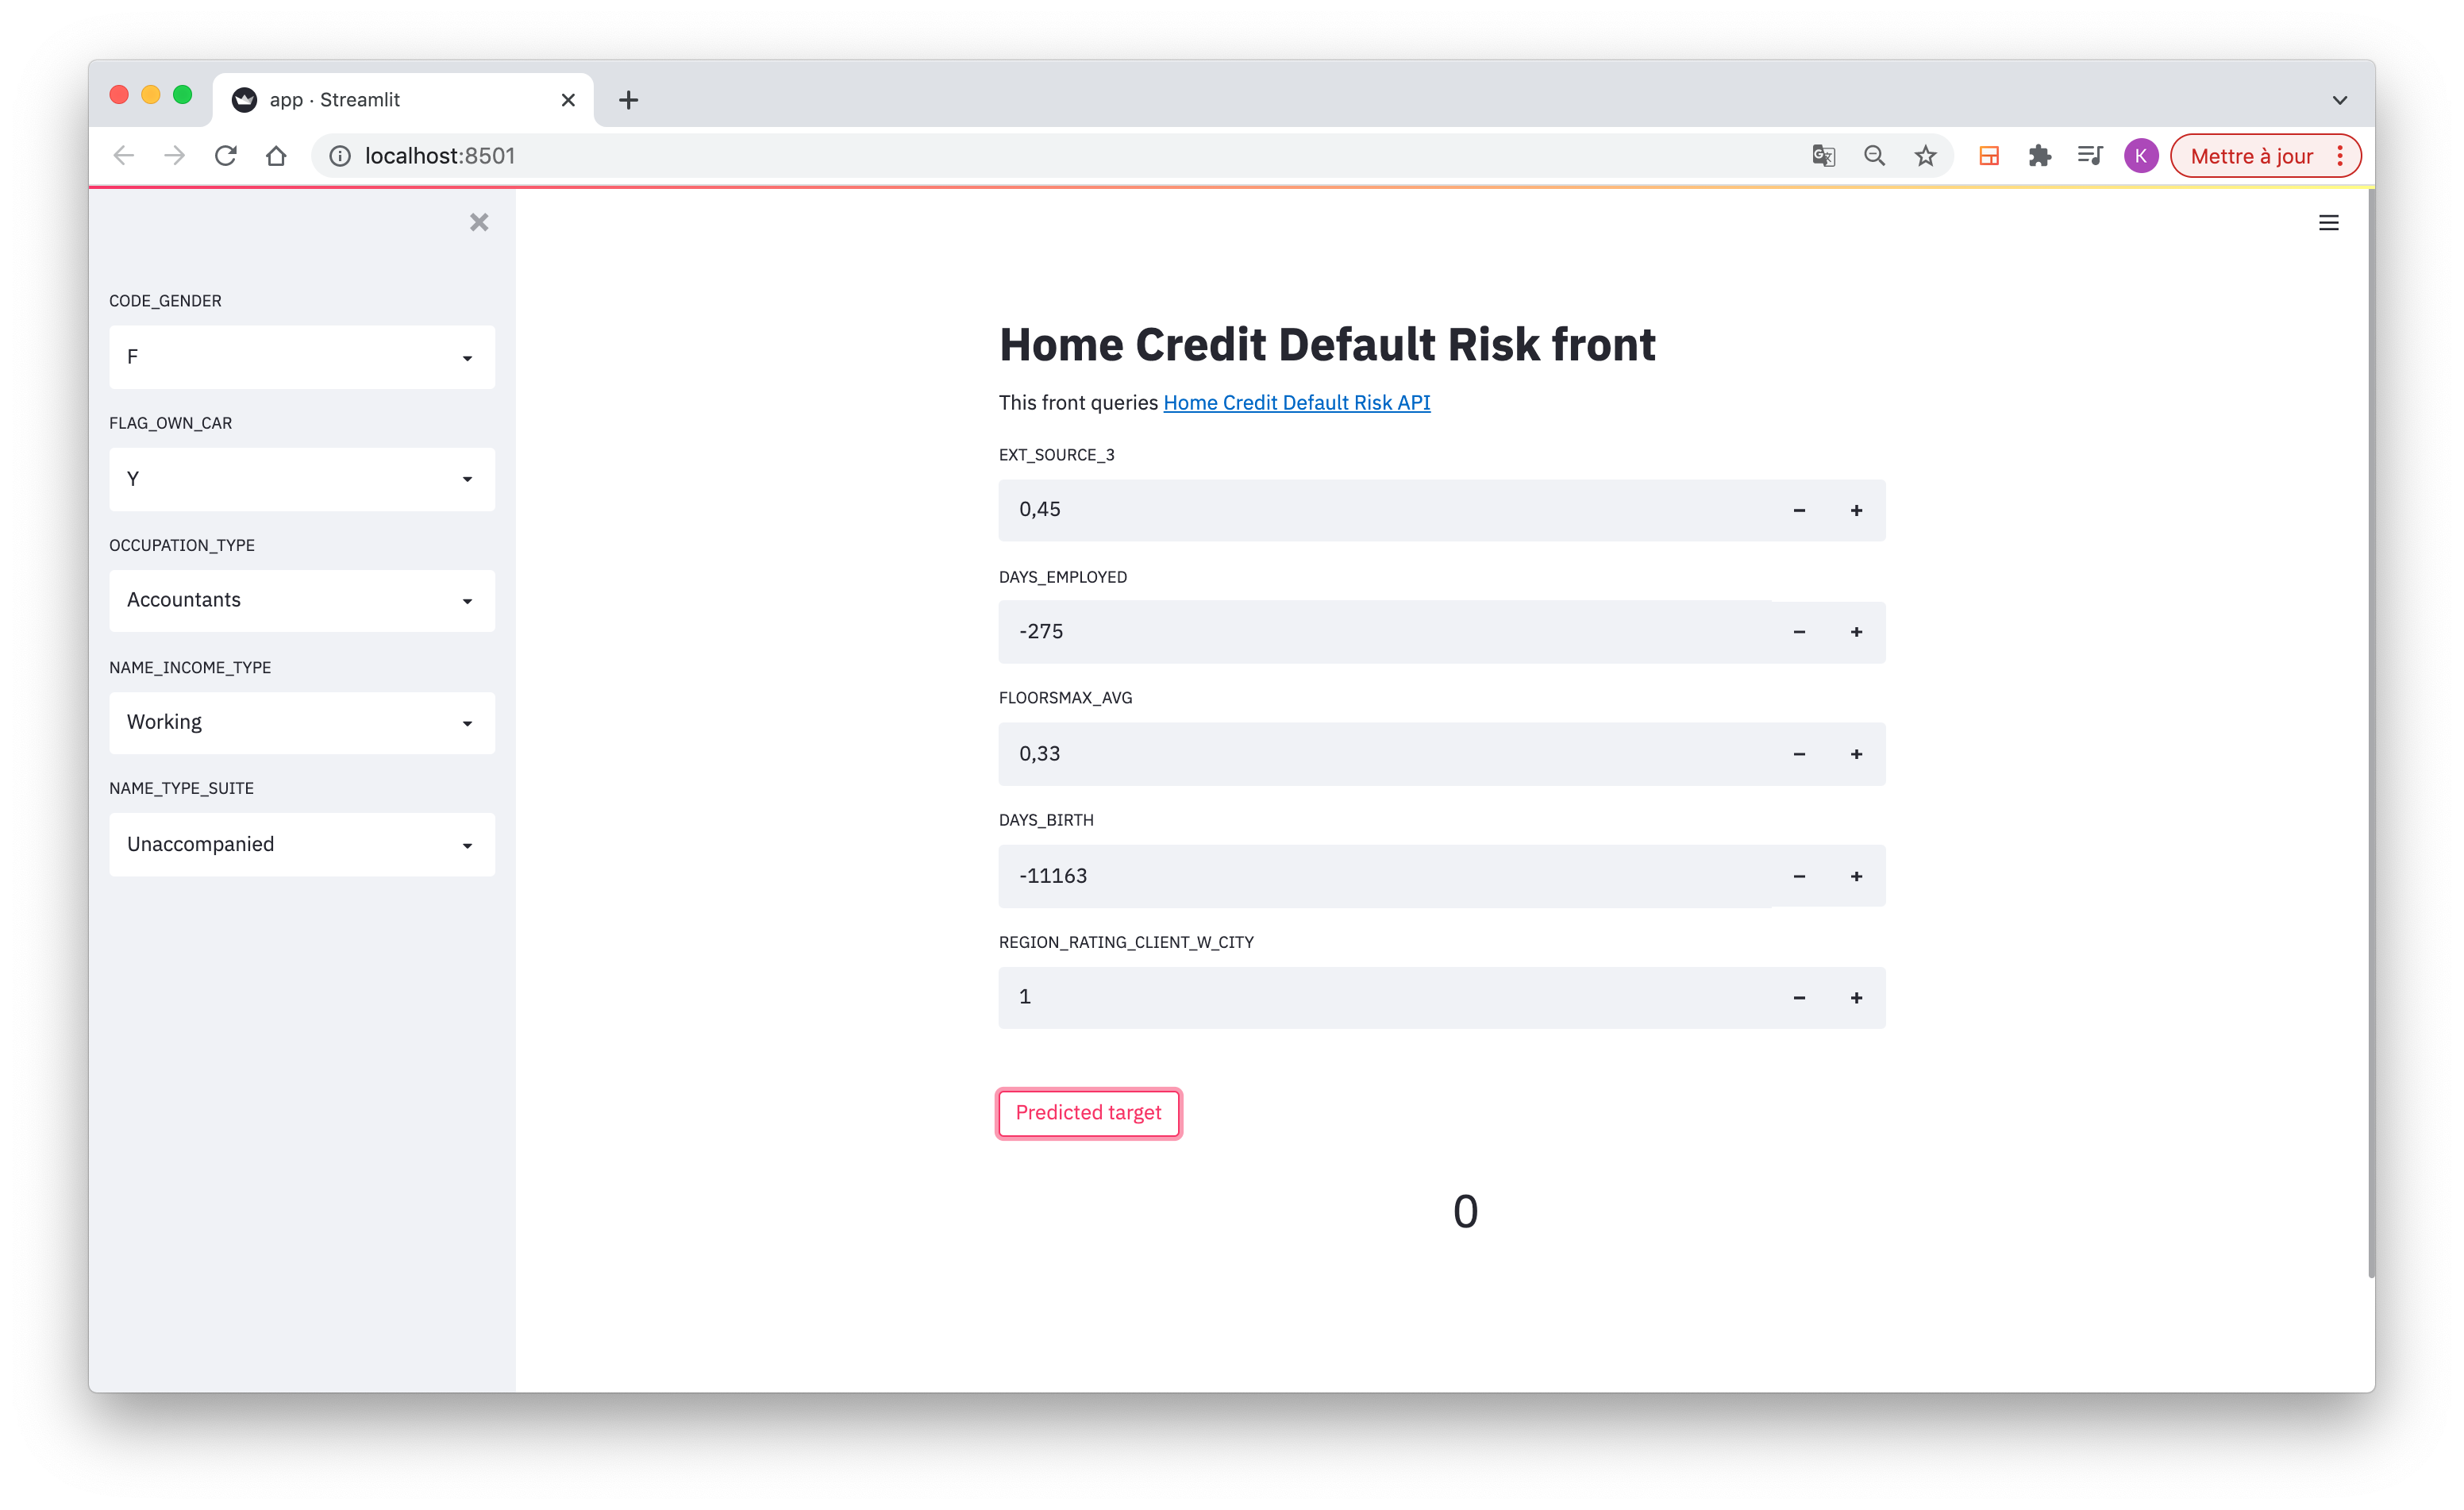 app · Streamlit
localhost:8501
K
Mettre à jour
CODE_GENDER
F
FLAG_OWN_CAR
Y
OCCUPATION_TYPE
Accountants
NAME_INCOME_TYPE
Working
NAME_TYPE_SUITE
Unaccompanied
Home Credit Default Risk front
This front queries Home Credit Default Risk API
EXT_SOURCE_3
0,45
DAYS_EMPLOYED
-275
FLOORSMAX_AVG
0,33
DAYS_BIRTH
-11163
REGION_RATING_CLIENT_W_CITY
1
Predicted target
0